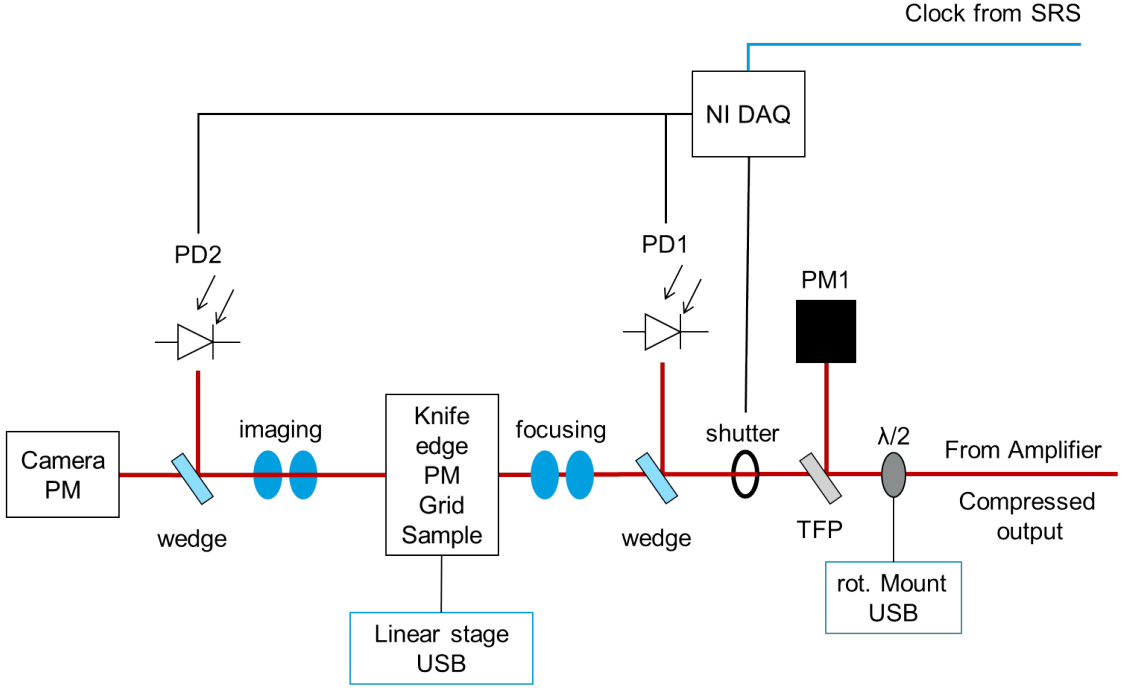 Clock from SRS
NI DAQ
PD2
PD1
PM1
Camera
PM
imaging
Knife
edge
PM
Grid
Sample
focusing
shutter
λ/2
From Amplifier
Compressed
output
wedge
wedge
TFP
rot. Mount
USB
Linear stage
USB